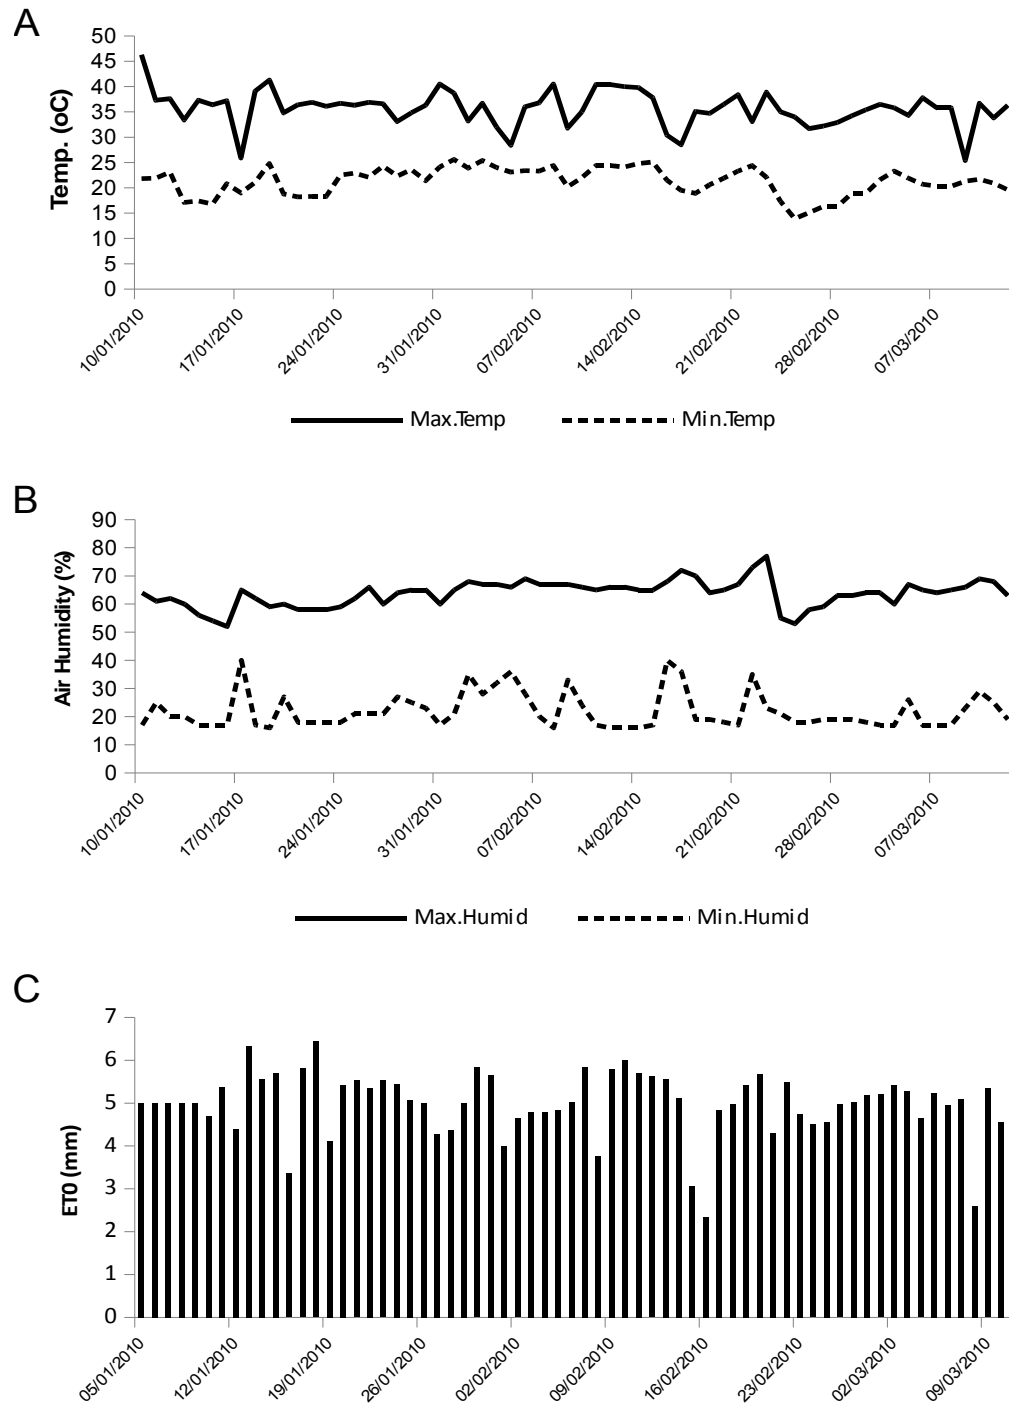 A
50
45
40
35
30
25
20
15
10
5
0
Temp. (oC)
10/01/2010 17/01/2010 24/01/2010 31/01/2010 07/02/2010 14/02/2010 21/02/2010 28/02/2010 07/03/2010
Max.Temp Min.Temp
B
90
80
70
60
50
40
30
20
10
0
Air Humidity (%)
10/01/2010 17/01/2010 24/01/2010 31/01/2010 07/02/2010 14/02/2010 21/02/2010 28/02/2010 07/03/2010
Max.Humid Min.Humid
C
7
6
5
4
3
2
1
0
ET0 (mm)
05/01/2010 12/01/2010 19/01/2010 26/01/2010 02/02/2010 09/02/2010 16/02/2010 23/02/2010 02/03/2010 09/03/2010